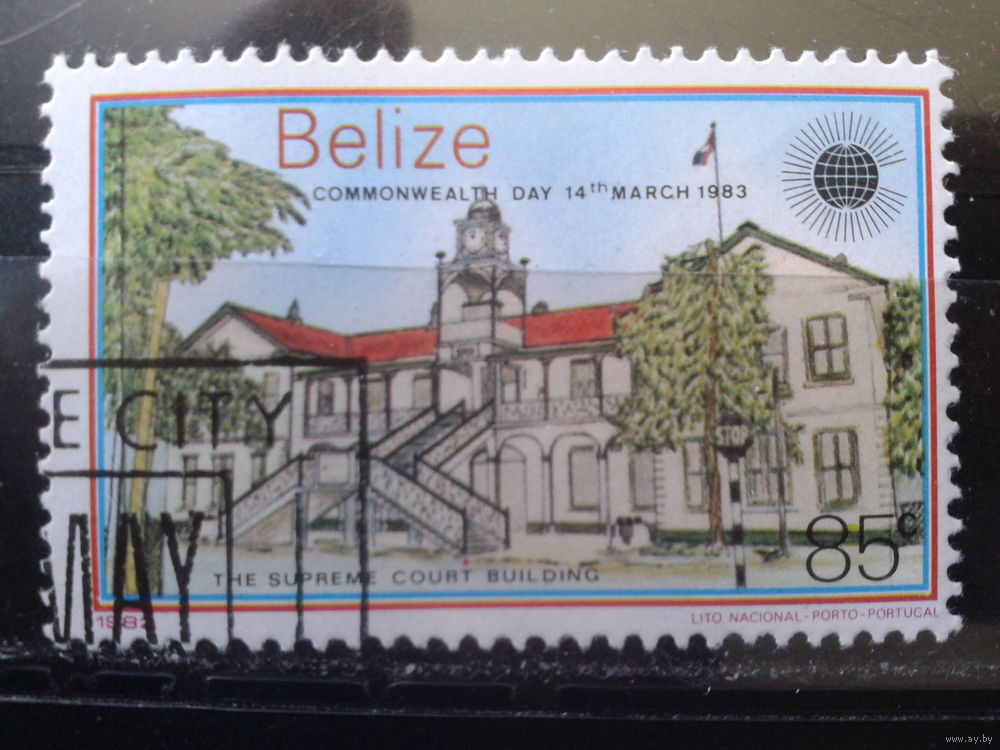 Belize
COMMONWEALTH DAY 14th MARCH 1983
STOP
E CITY
85c
MAY
THE SUPREME COURT BUILDING
LITO NACIONAL-PORTO-PORTUGAL
www.ay.by